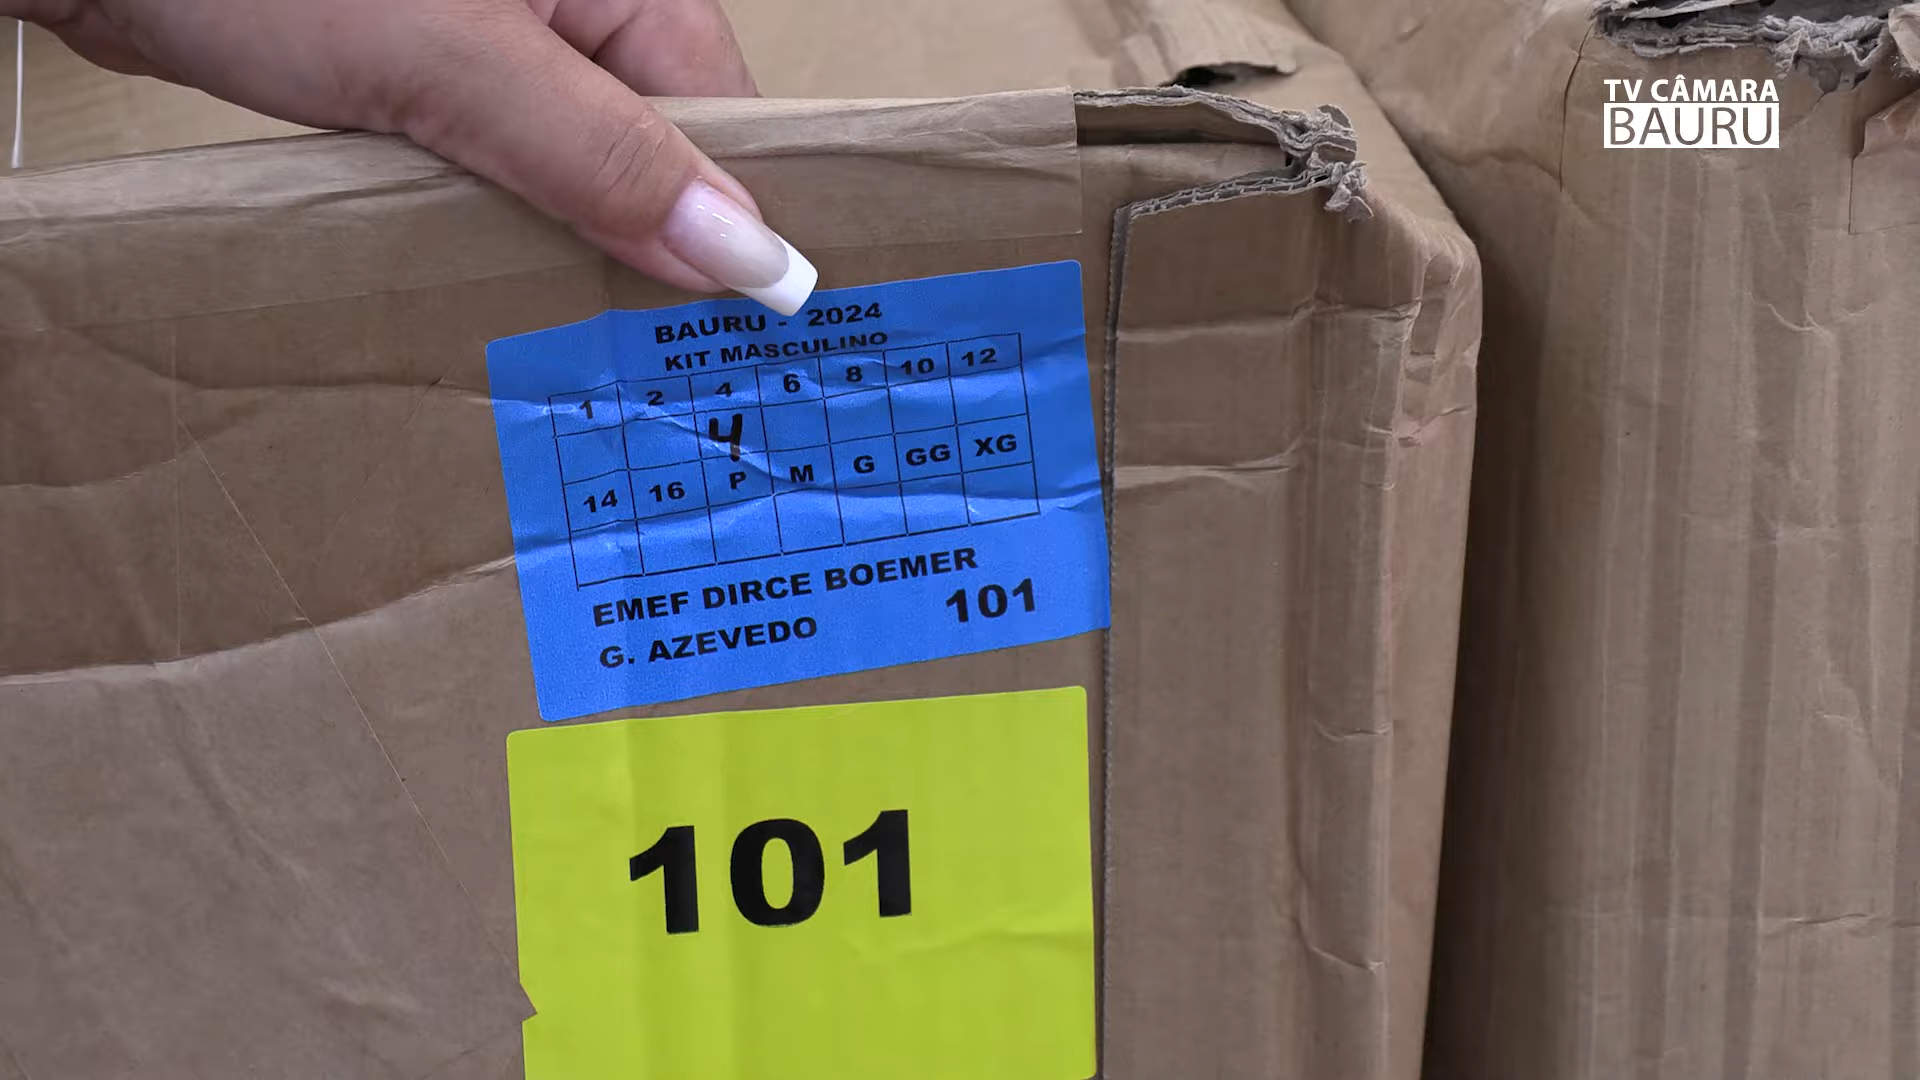 TV CÂMARA
BAURU
BAURU - 2024
KIT MASCULINO
1 2 4 6 8 10 12
4
14 16 P M G GG XG
EMEF DIRCE BOEMER
G. AZEVEDO 101
101